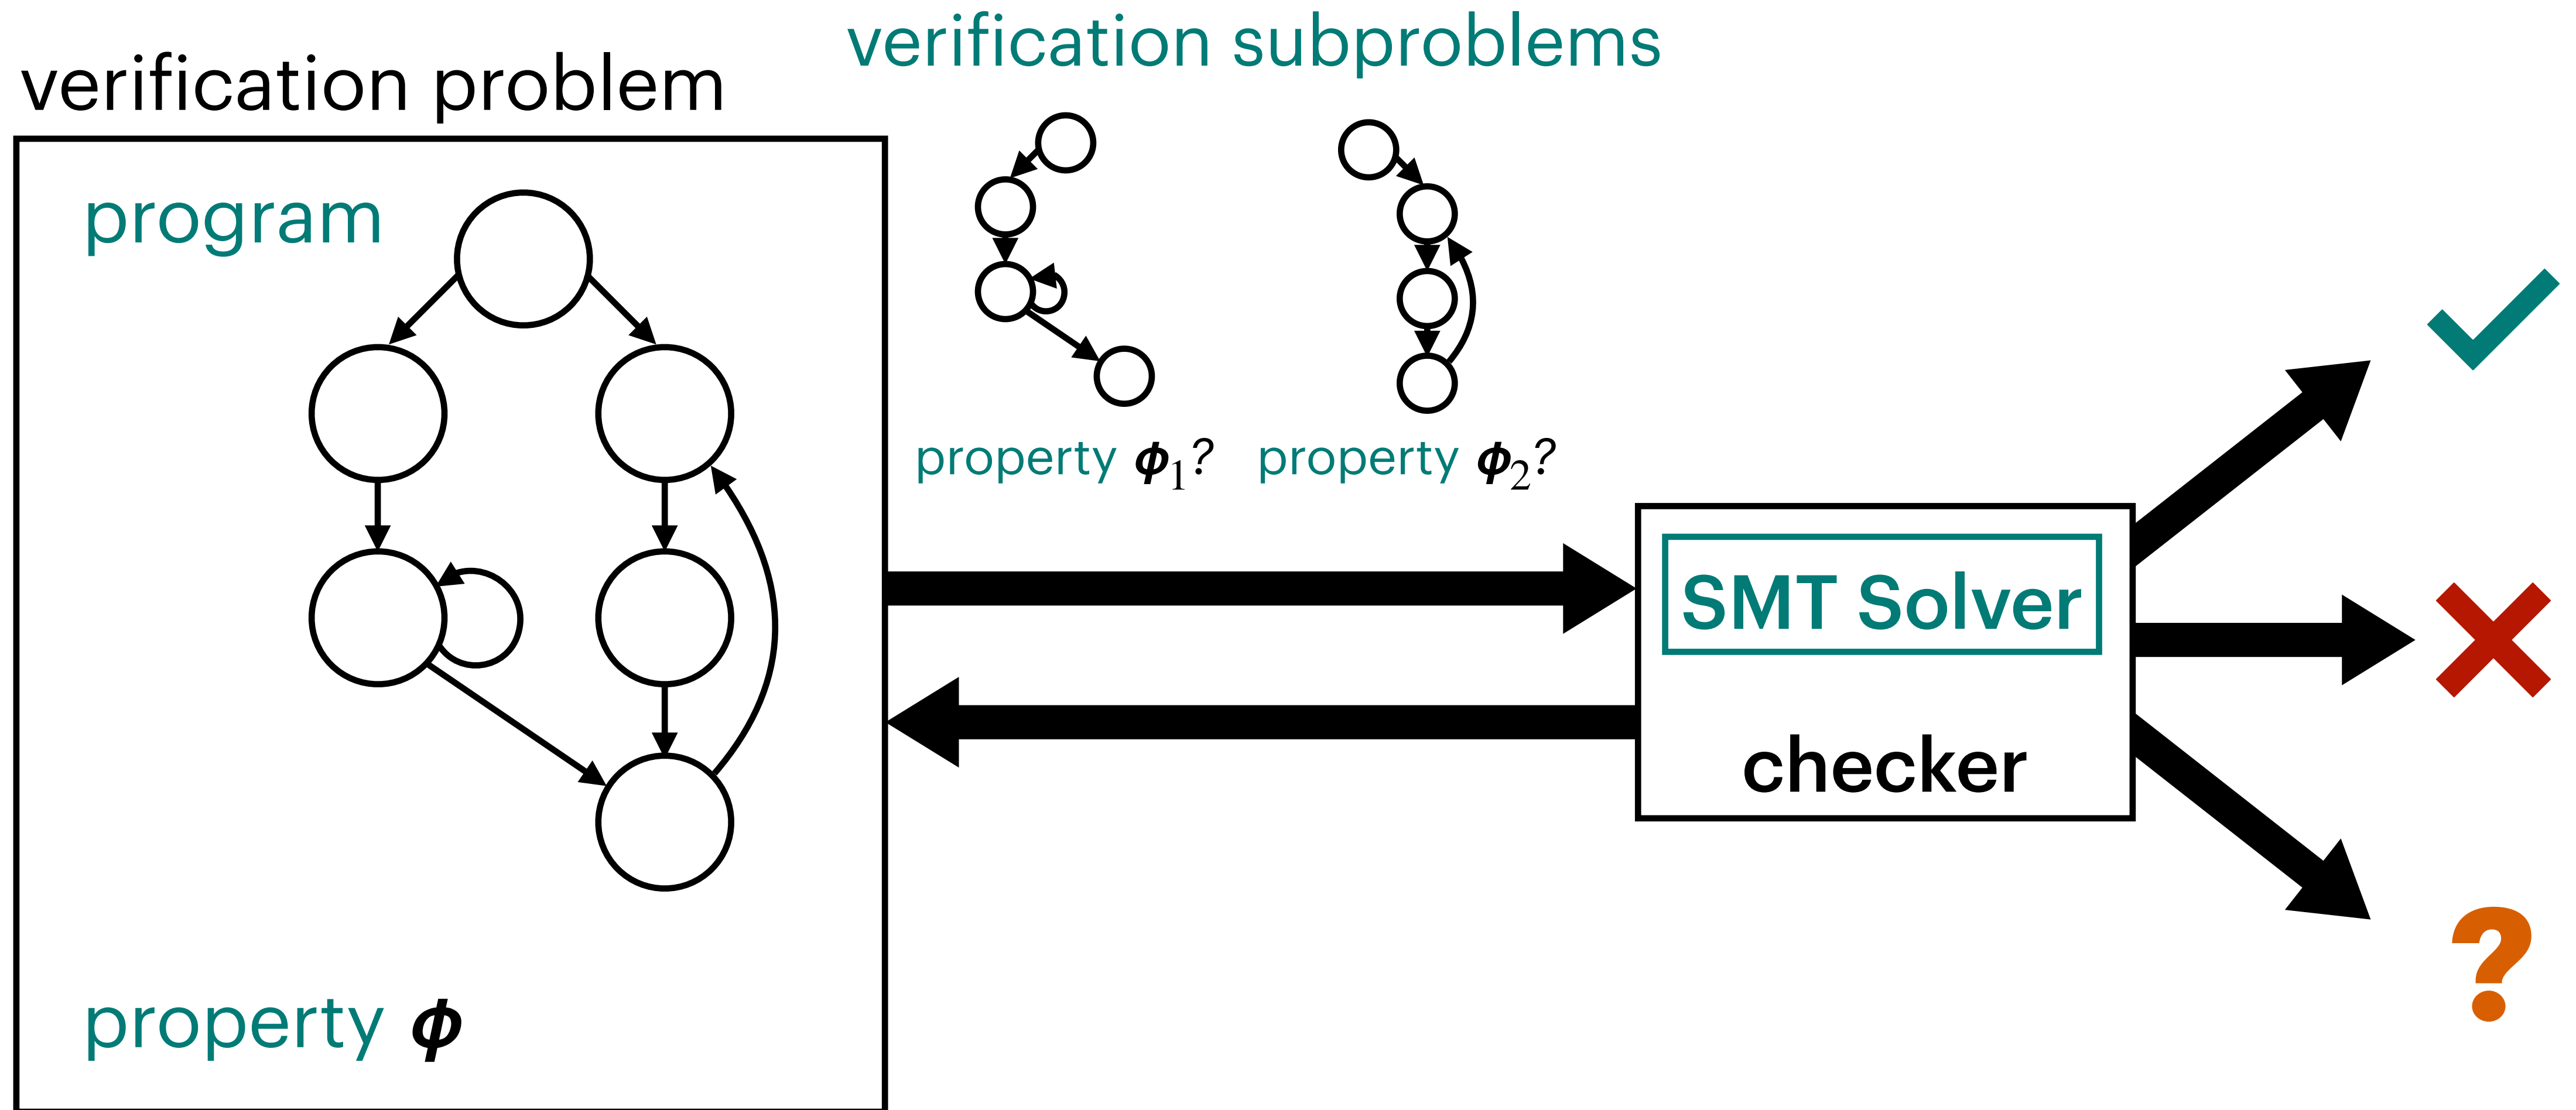 verification problem
verification subproblems
program
property ϕ
property ϕ₁?
property ϕ₂?
SMT Solver
checker
?